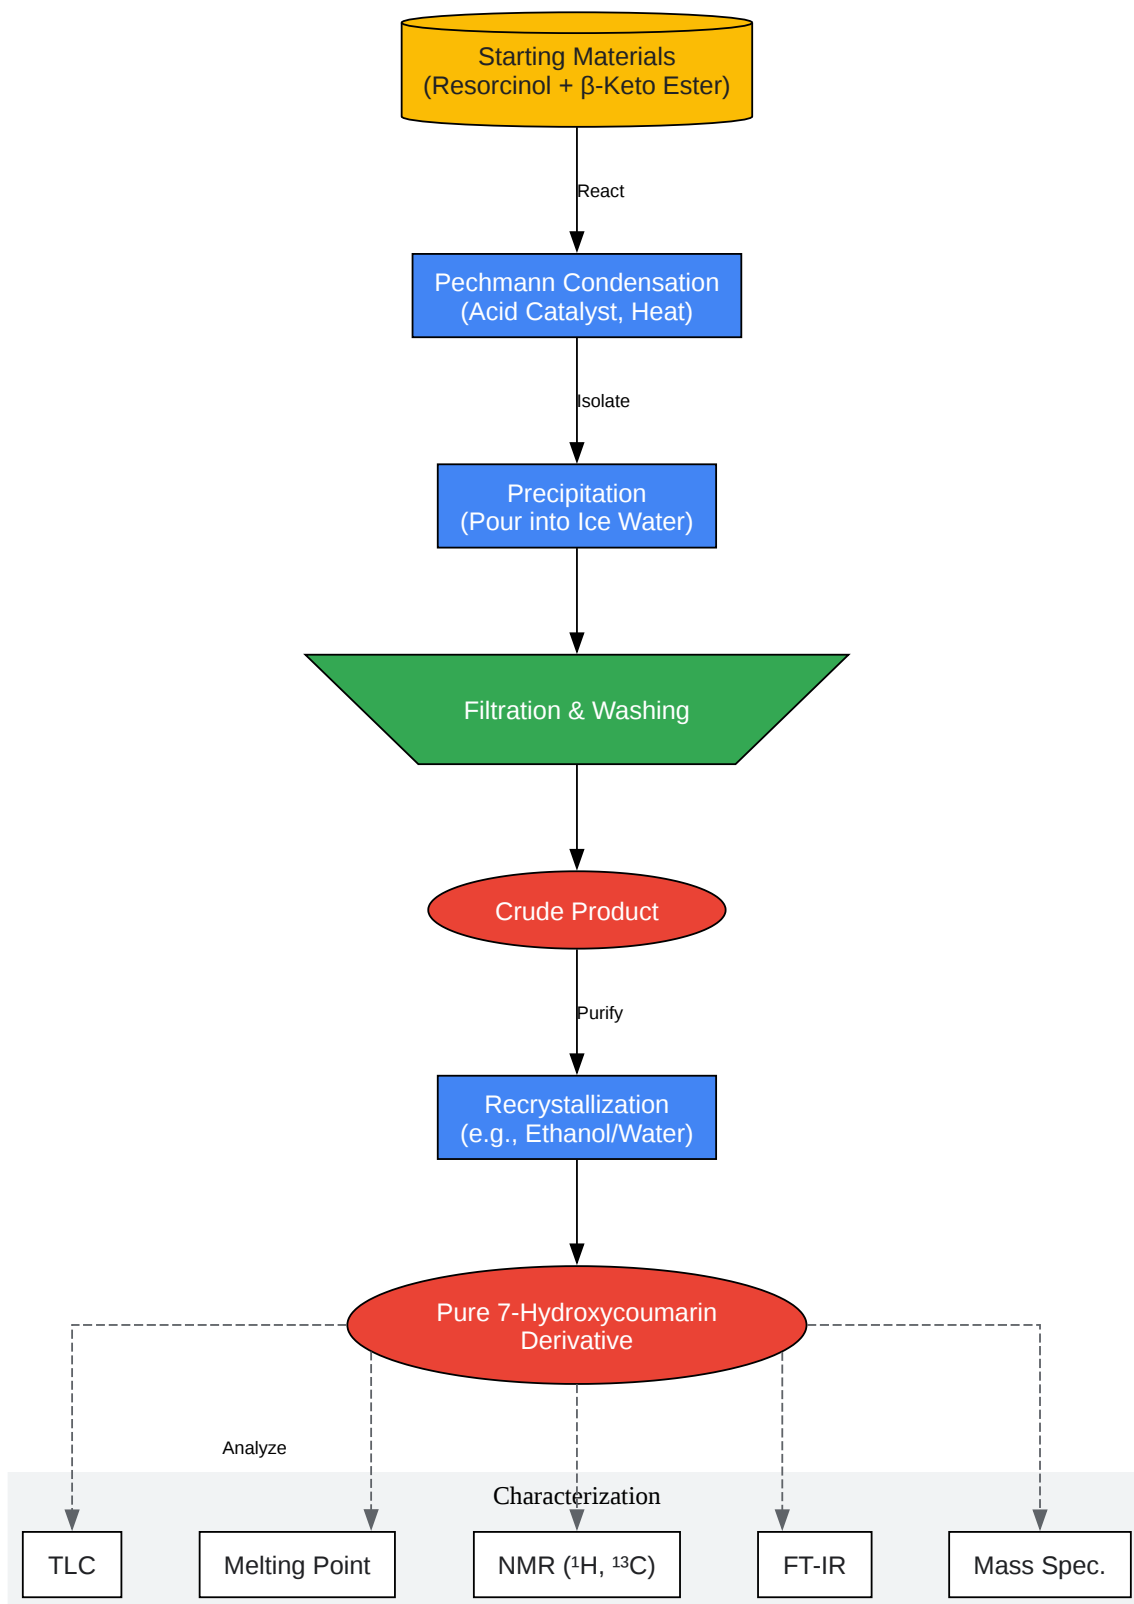 Starting Materials
(Resorcinol + β-Keto Ester)
React
Pechmann Condensation
(Acid Catalyst, Heat)
Isolate
Precipitation
(Pour into Ice Water)
Filtration & Washing
Crude Product
Purify
Recrystallization
(e.g., Ethanol/Water)
Pure 7-Hydroxycoumarin
Derivative
Analyze
Characterization
TLC
Melting Point
NMR (¹H, ¹³C)
FT-IR
Mass Spec.